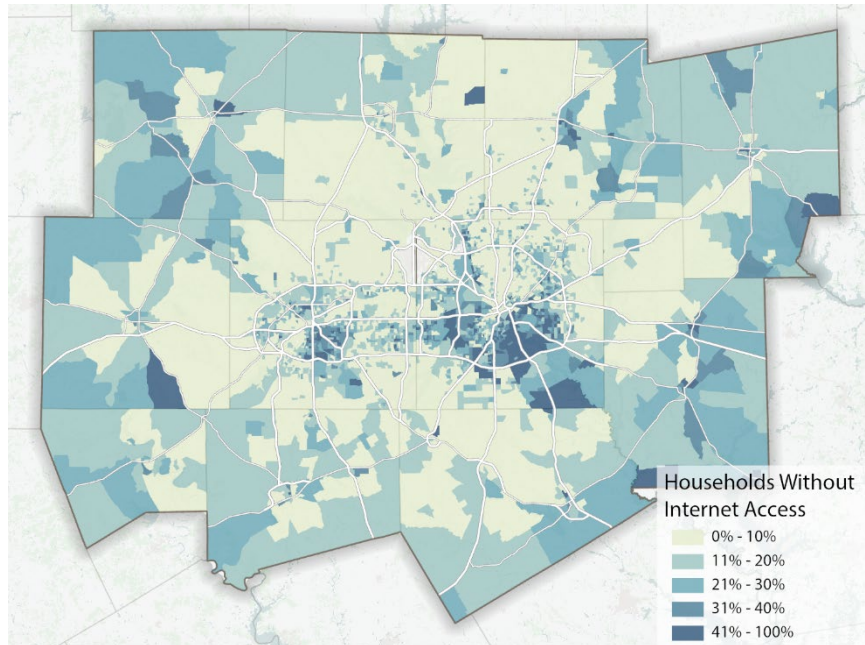 Households Without
Internet Access
0% - 10%
11% - 20%
21% - 30%
31% - 40%
41% - 100%